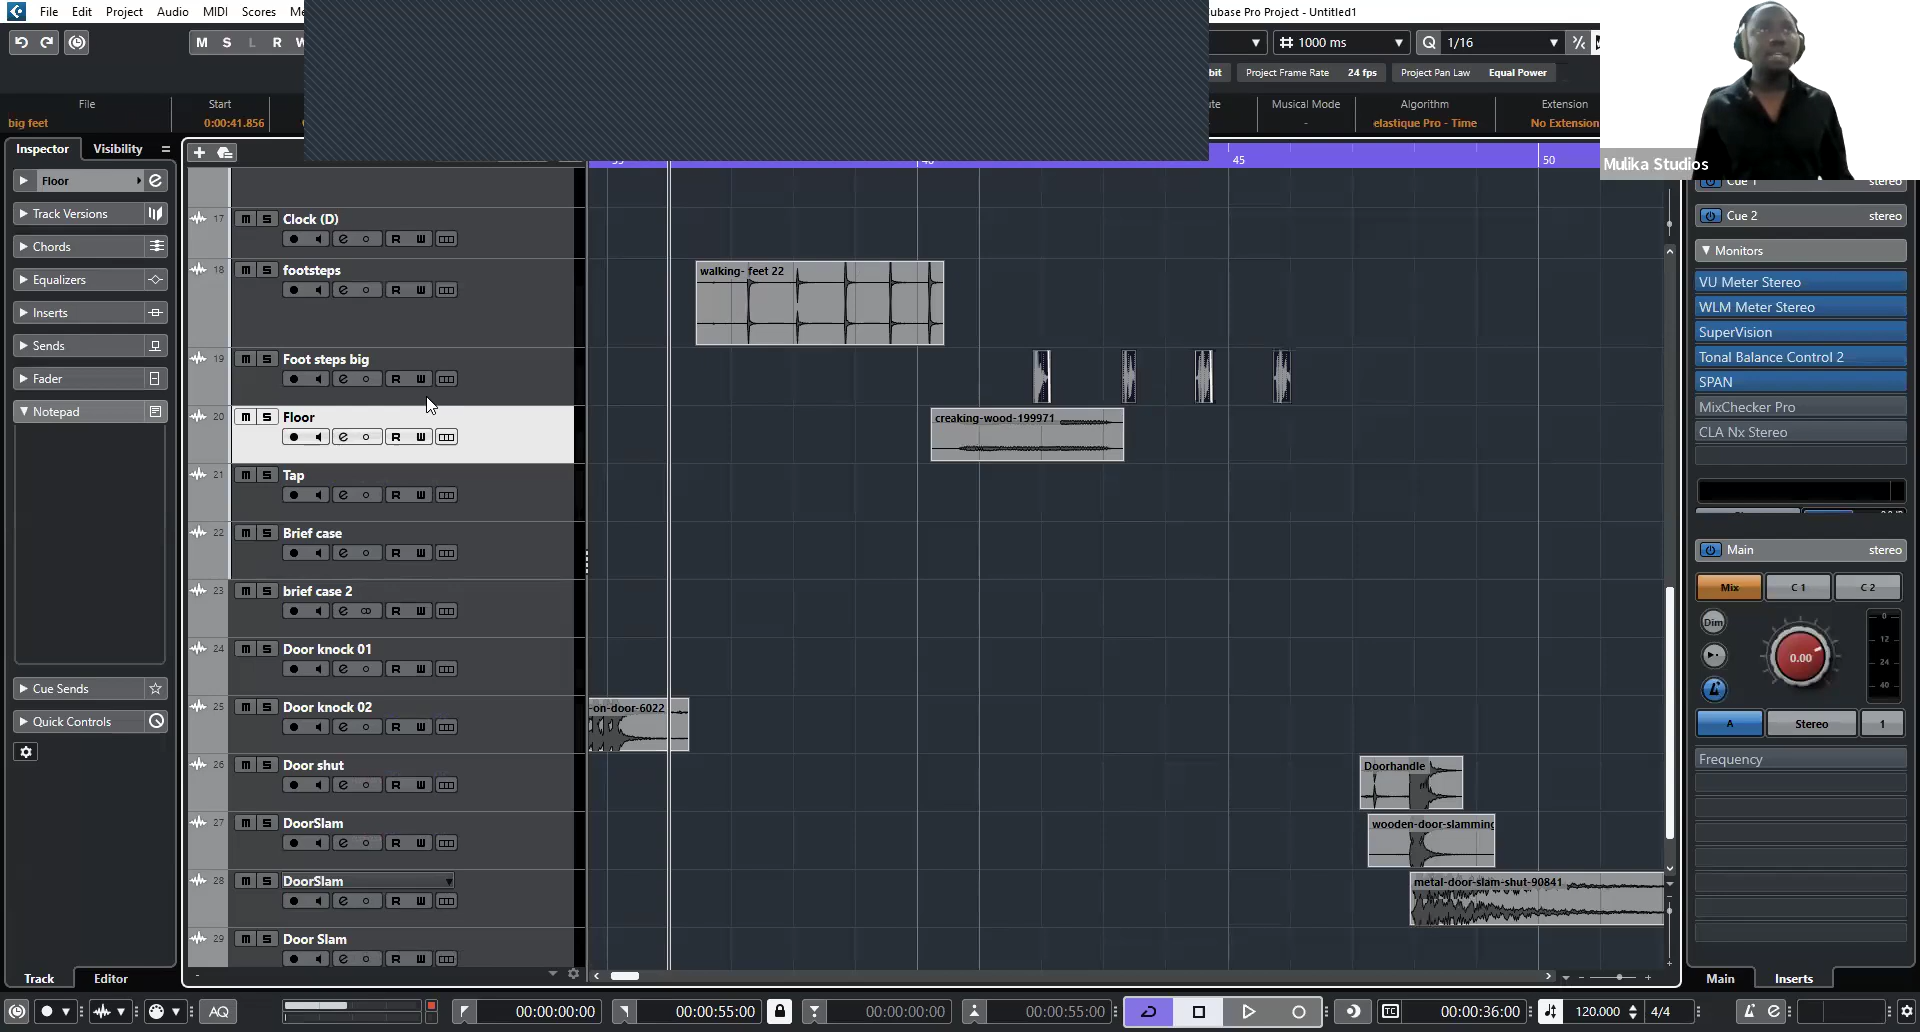 File Edit Project Audio MIDI Scores Me
ubase Pro Project - Untitled1
M S L R W
1000 ms
Q 1/16
bit Project Frame Rate 24 fps Project Pan Law Equal Power
File Start
big feet 0:00:41.856
Musical Mode Algorithm Extension
- elastique Pro - Time No Extension
Mulika Studios
Inspector Visibility
45 50
Floor
Track Versions
Chords
Equalizers
Inserts
Sends
Fader
Notepad
Cue Sends
Quick Controls
17 m S Clock (D)
R W
18 m S footsteps
R W
19 m S Foot steps big
R W
20 m S Floor
R W
21 m S Tap
R W
22 m S Brief case
R W
23 m S brief case 2
R W
24 m S Door knock 01
R W
25 m S Door knock 02
R W
26 m S Door shut
R W
27 m S DoorSlam
R W
28 m S DoorSlam
R W
29 m S Door Slam
R W
walking- feet 22
creaking-wood-199971
-on-door-6022
Doorhandle
wooden-door-slamming
metal-door-slam-shut-90841
Cue 1 stereo
Cue 2 stereo
Monitors
VU Meter Stereo
WLM Meter Stereo
SuperVision
Tonal Balance Control 2
SPAN
MixChecker Pro
CLA Nx Stereo
Main stereo
Mix C 1 C 2
Dim
0.00
0
12
24
40
A Stereo 1
Frequency
Track Editor
Main Inserts
AQ 00:00:00:00 00:00:55:00 00:00:00:00 00:00:55:00 TC 00:00:36:00 120.000 4/4